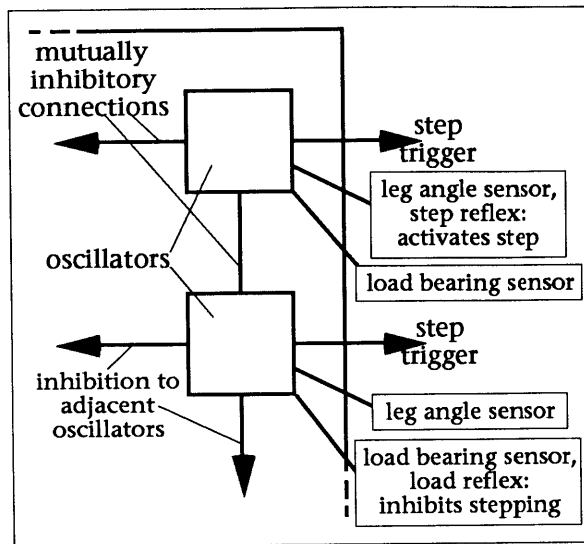 mutually
inhibitory
connections
step
trigger
leg angle sensor,
step reflex:
activates step
load bearing sensor
oscillators
step
trigger
inhibition to
adjacent
oscillators
leg angle sensor
load bearing sensor,
load reflex:
inhibits stepping